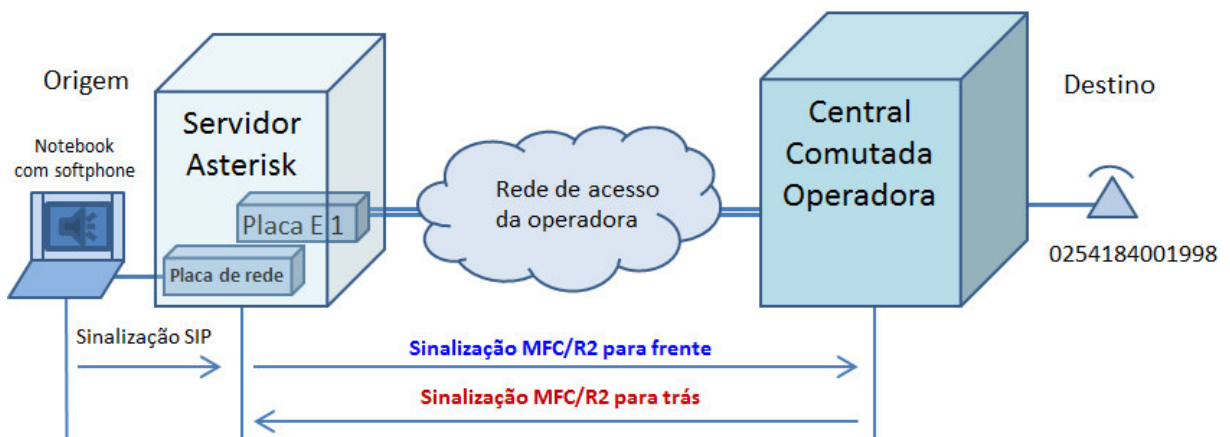 Origem
Notebook
com softphone
Servidor
Asterisk
Placa E 1
Placa de rede
Rede de acesso
da operadora
Central
Comutada
Operadora
Destino
0254184001998
Sinalização SIP
Sinalização MFC/R2 para frente
Sinalização MFC/R2 para trás